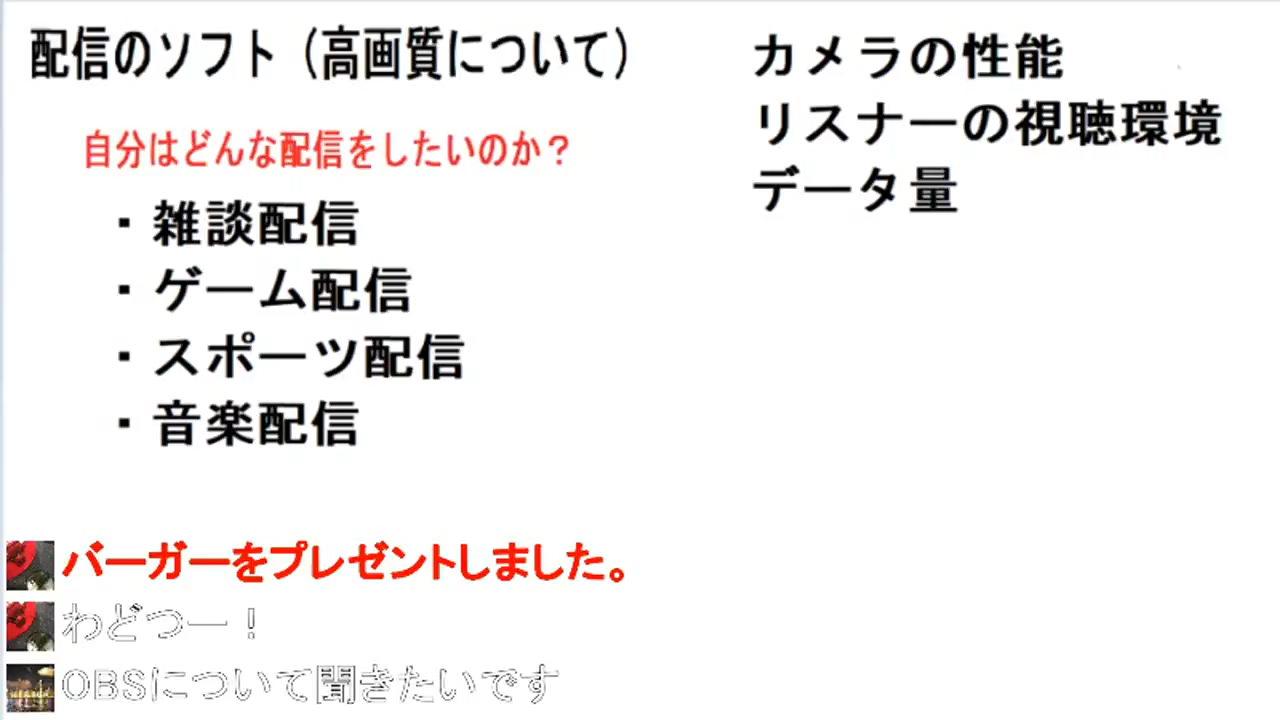 配信のソフト（高画質について）
自分はどんな配信をしたいのか？
・雑談配信
・ゲーム配信
・スポーツ配信
・音楽配信
カメラの性能
リスナーの視聴環境
データ量
バーガーをプレゼントしました。
わどつー！
OBSについて聞きたいです